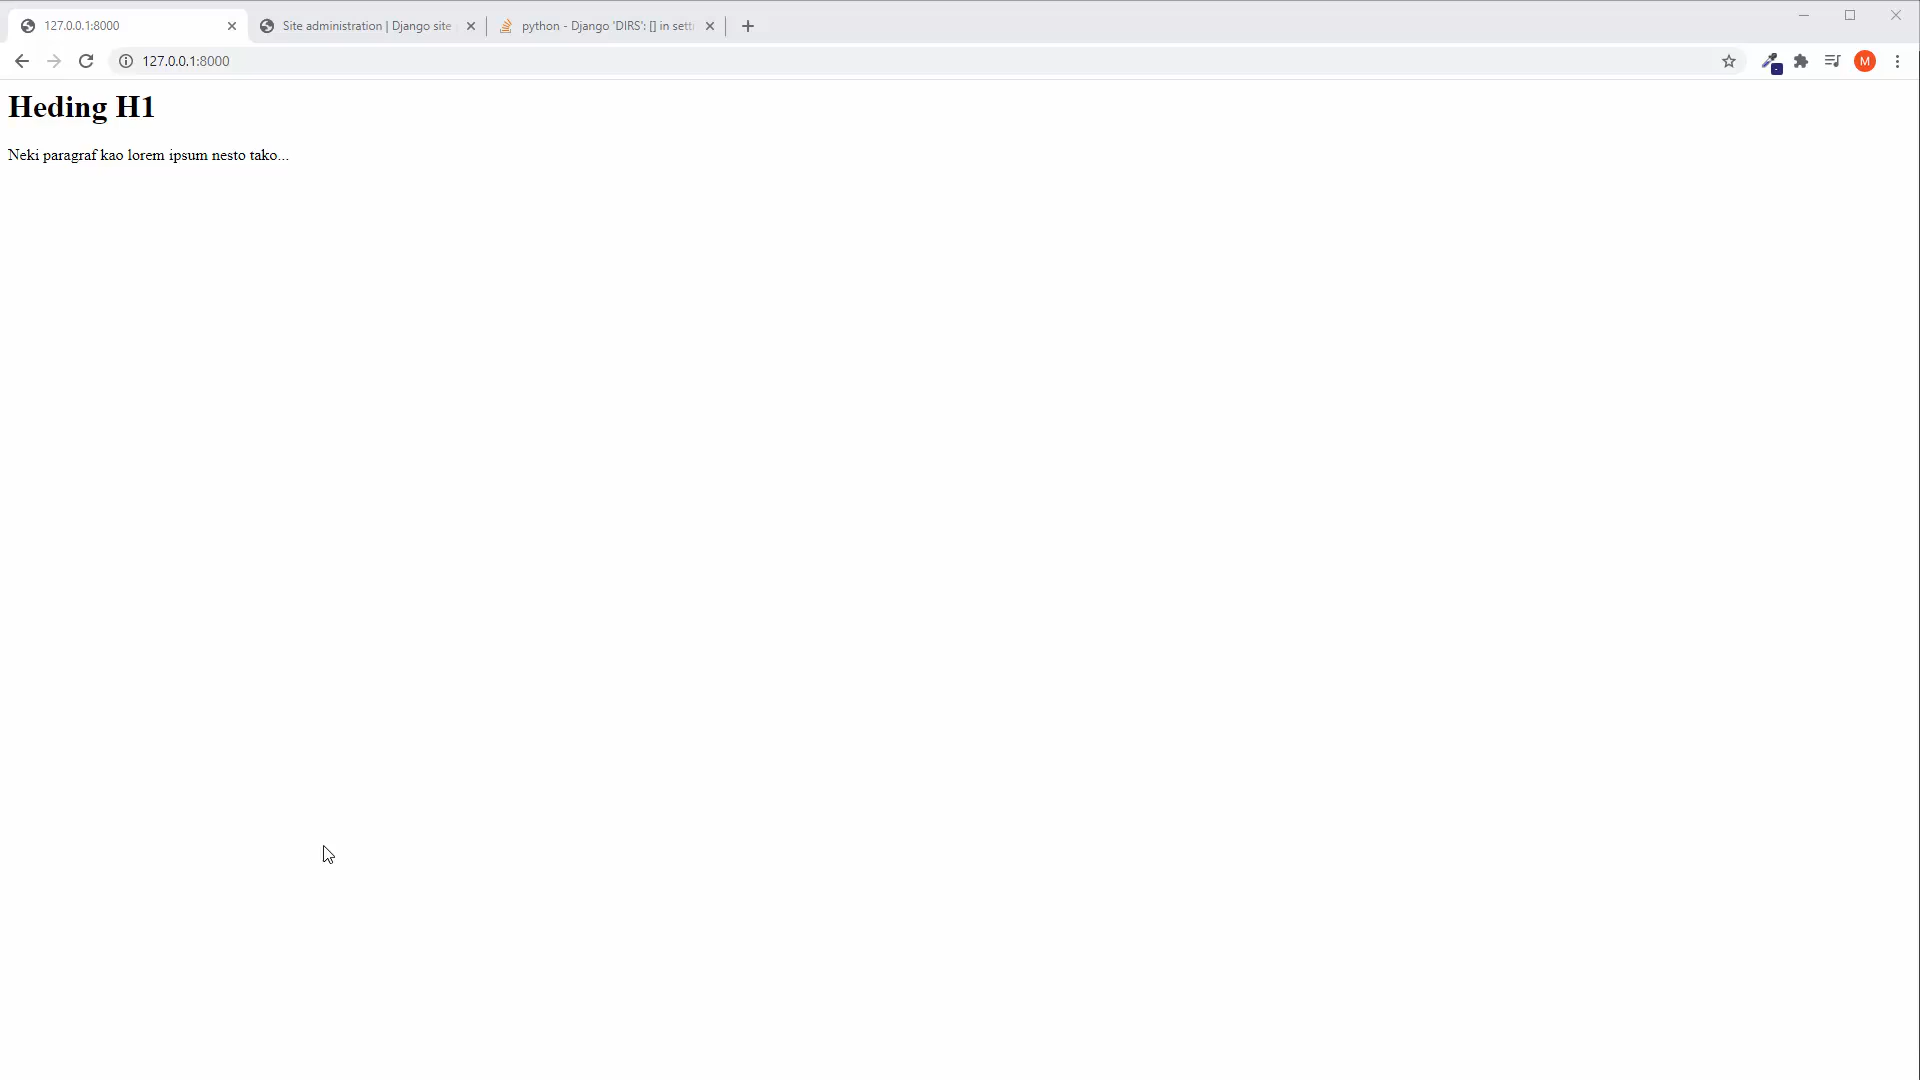 127.0.0.1:8000
Site administration | Django site
python - Django 'DIRS': [] in sett
127.0.0.1:8000
M
Heding H1
Neki paragraf kao lorem ipsum nesto tako...